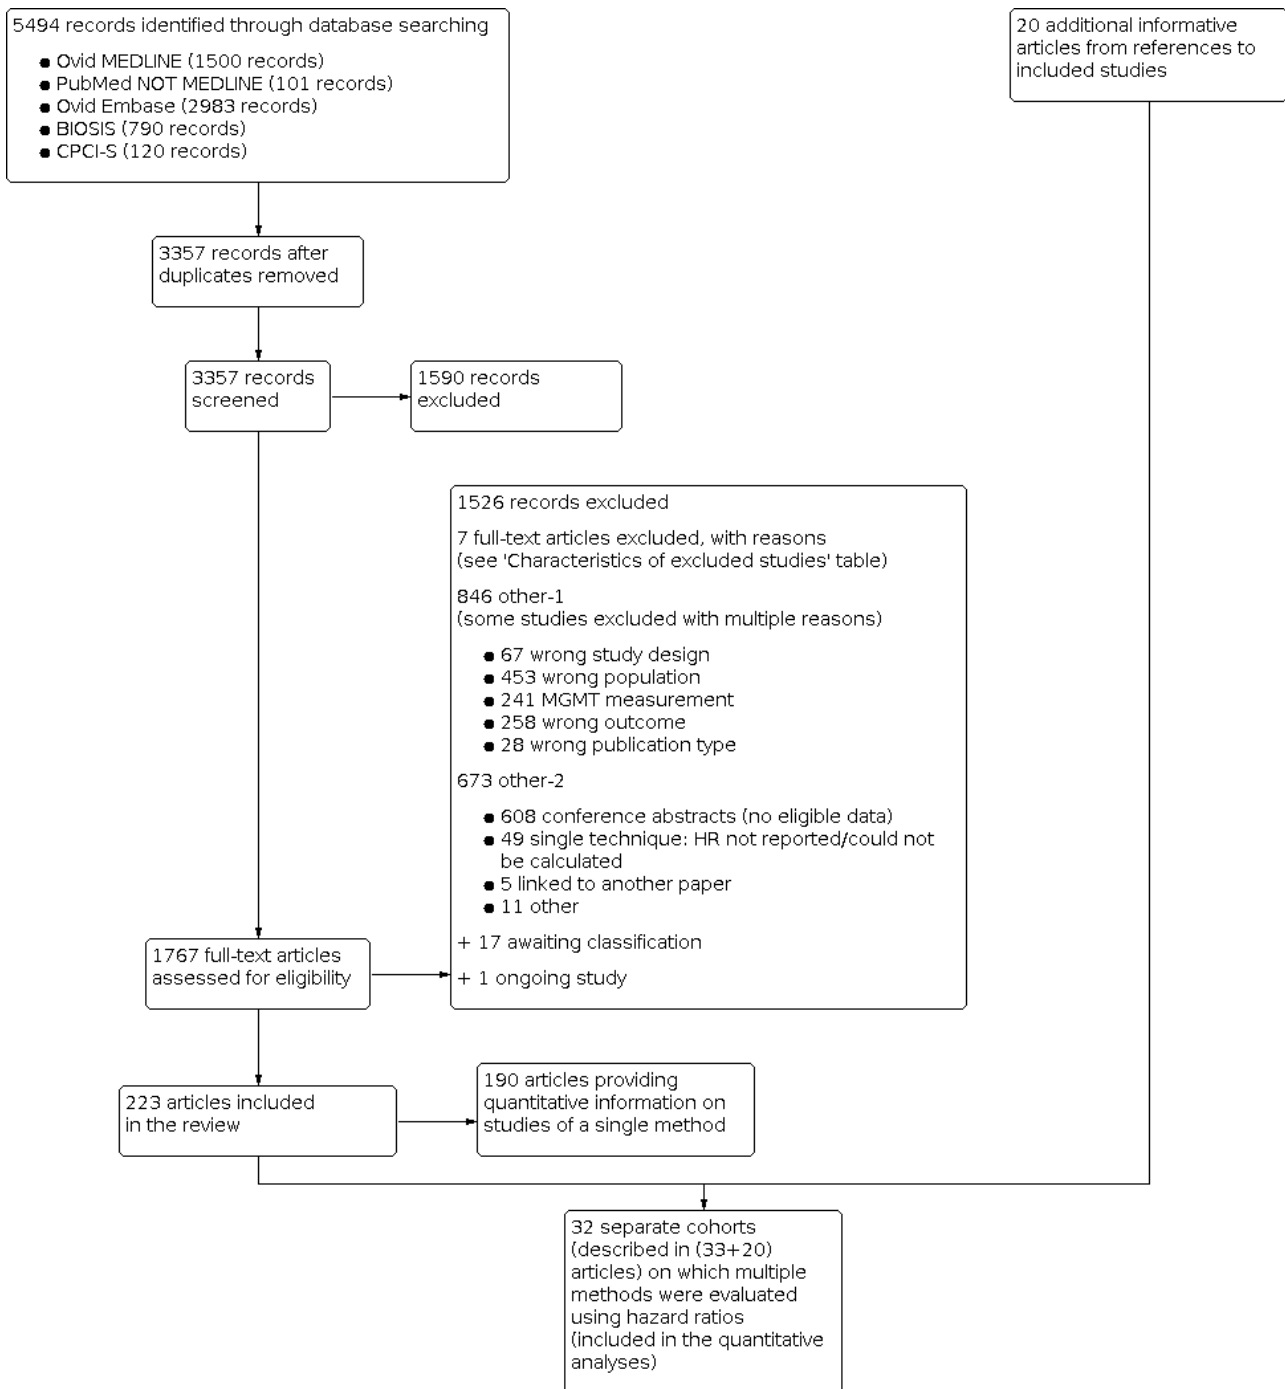 5494 records identified through database searching
● Ovid MEDLINE (1500 records)
● PubMed NOT MEDLINE (101 records)
● Ovid Embase (2983 records)
● BIOSIS (790 records)
● CPCI-S (120 records)
20 additional informative
articles from references to
included studies
3357 records after
duplicates removed
3357 records
screened
1590 records
excluded
1526 records excluded
7 full-text articles excluded, with reasons
(see 'Characteristics of excluded studies' table)
846 other-1
(some studies excluded with multiple reasons)
● 67 wrong study design
● 453 wrong population
● 241 MGMT measurement
● 258 wrong outcome
● 28 wrong publication type
673 other-2
● 608 conference abstracts (no eligible data)
● 49 single technique: HR not reported/could not
be calculated
● 5 linked to another paper
● 11 other
+ 17 awaiting classification
+ 1 ongoing study
1767 full-text articles
assessed for eligibility
223 articles included
in the review
190 articles providing
quantitative information on
studies of a single method
32 separate cohorts
(described in (33+20)
articles) on which multiple
methods were evaluated
using hazard ratios
(included in the quantitative
analyses)